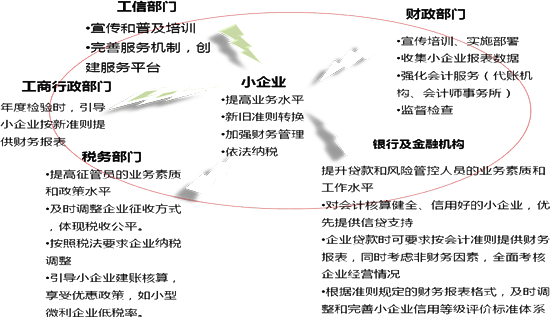 工信部门
•宣传和普及培训
•完善服务机制，创
建服务平台
财政部门
•宣传培训、实施部署
•收集小企业报表数据
•强化会计服务（代账机
构、会计师事务所）
•监督检查
工商行政部门
年度检验时，引导
小企业按新准则提
供财务报表
小企业
•提高业务水平
•新旧准则转换
•加强财务管理
•依法纳税
税务部门
•提高征管员的业务素质
和政策水平
•及时调整企业征收方式
，体现税收公平。
•按照税法要求企业纳税
调整
•引导小企业建账核算，
享受优惠政策，如小型
微利企业低税率。
银行及金融机构
提升贷款和风险管控人员的业务素质和
工作水平
•对会计核算健全、信用好的小企业，优
先提供信贷支持
•企业贷款时可要求按会计准则提供财务
报表，同时考虑非财务因素，全面考核
企业经营情况
•根据准则规定的财务报表格式，及时调
整和完善小企业信用等级评价标准体系